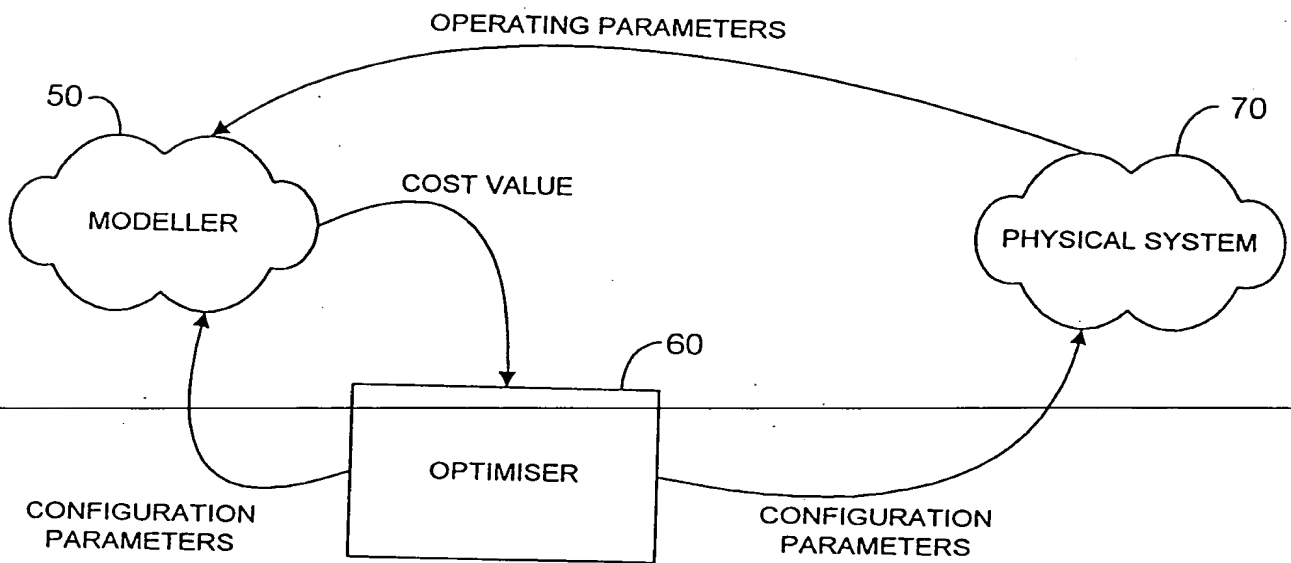 OPERATING PARAMETERS
50
70
COST VALUE
MODELLER
PHYSICAL SYSTEM
60
OPTIMISER
CONFIGURATION
PARAMETERS
CONFIGURATION
PARAMETERS